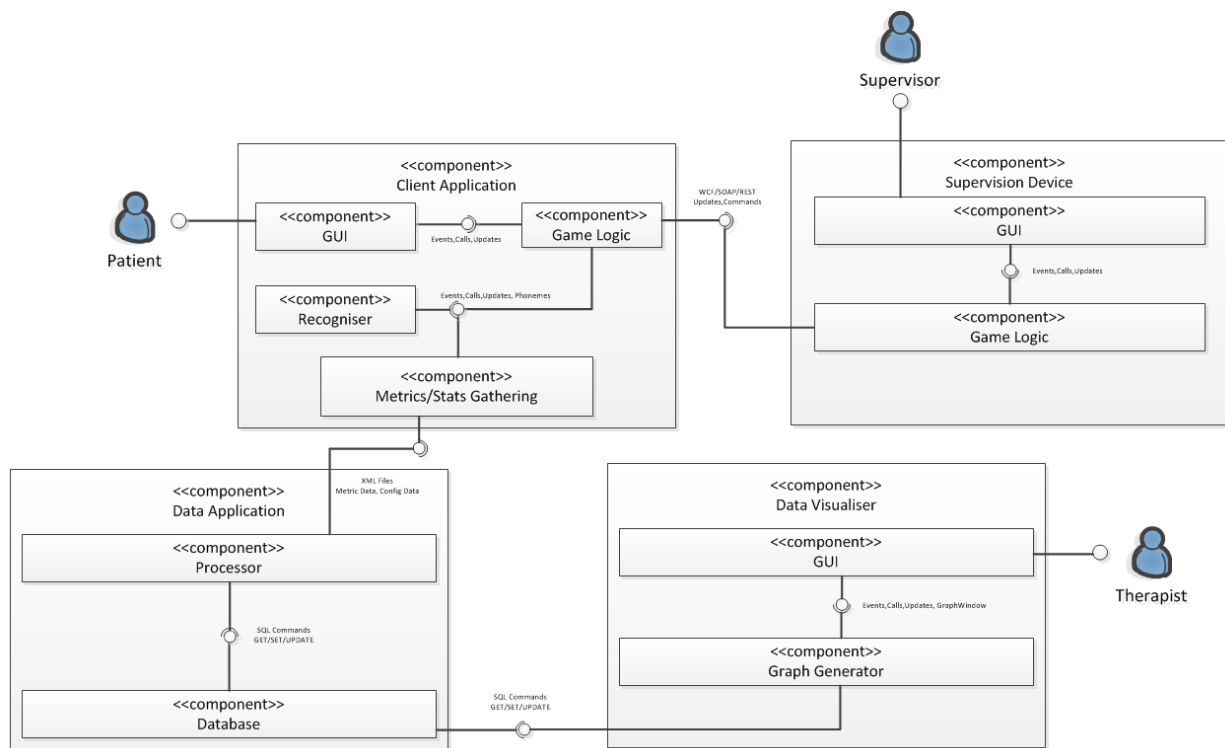 Supervisor
<<component>>
Client Application
<<component>>
Supervision Device
Patient
<<component>>
GUI
Events,Calls,Updates
<<component>>
Game Logic
WCF/SOAP/REST
Updates,Commands
<<component>>
GUI
Events,Calls,Updates
<<component>>
Game Logic
<<component>>
Recogniser
Events,Calls,Updates, Phonemes
<<component>>
Metrics/Stats Gathering
XML Files
Metric Data, Config Data
<<component>>
Data Application
<<component>>
Processor
SQL Commands
GET/SET/UPDATE
<<component>>
Database
SQL Commands
GET/SET/UPDATE
<<component>>
Data Visualiser
<<component>>
GUI
Events,Calls,Updates, GraphWindow
<<component>>
Graph Generator
Therapist